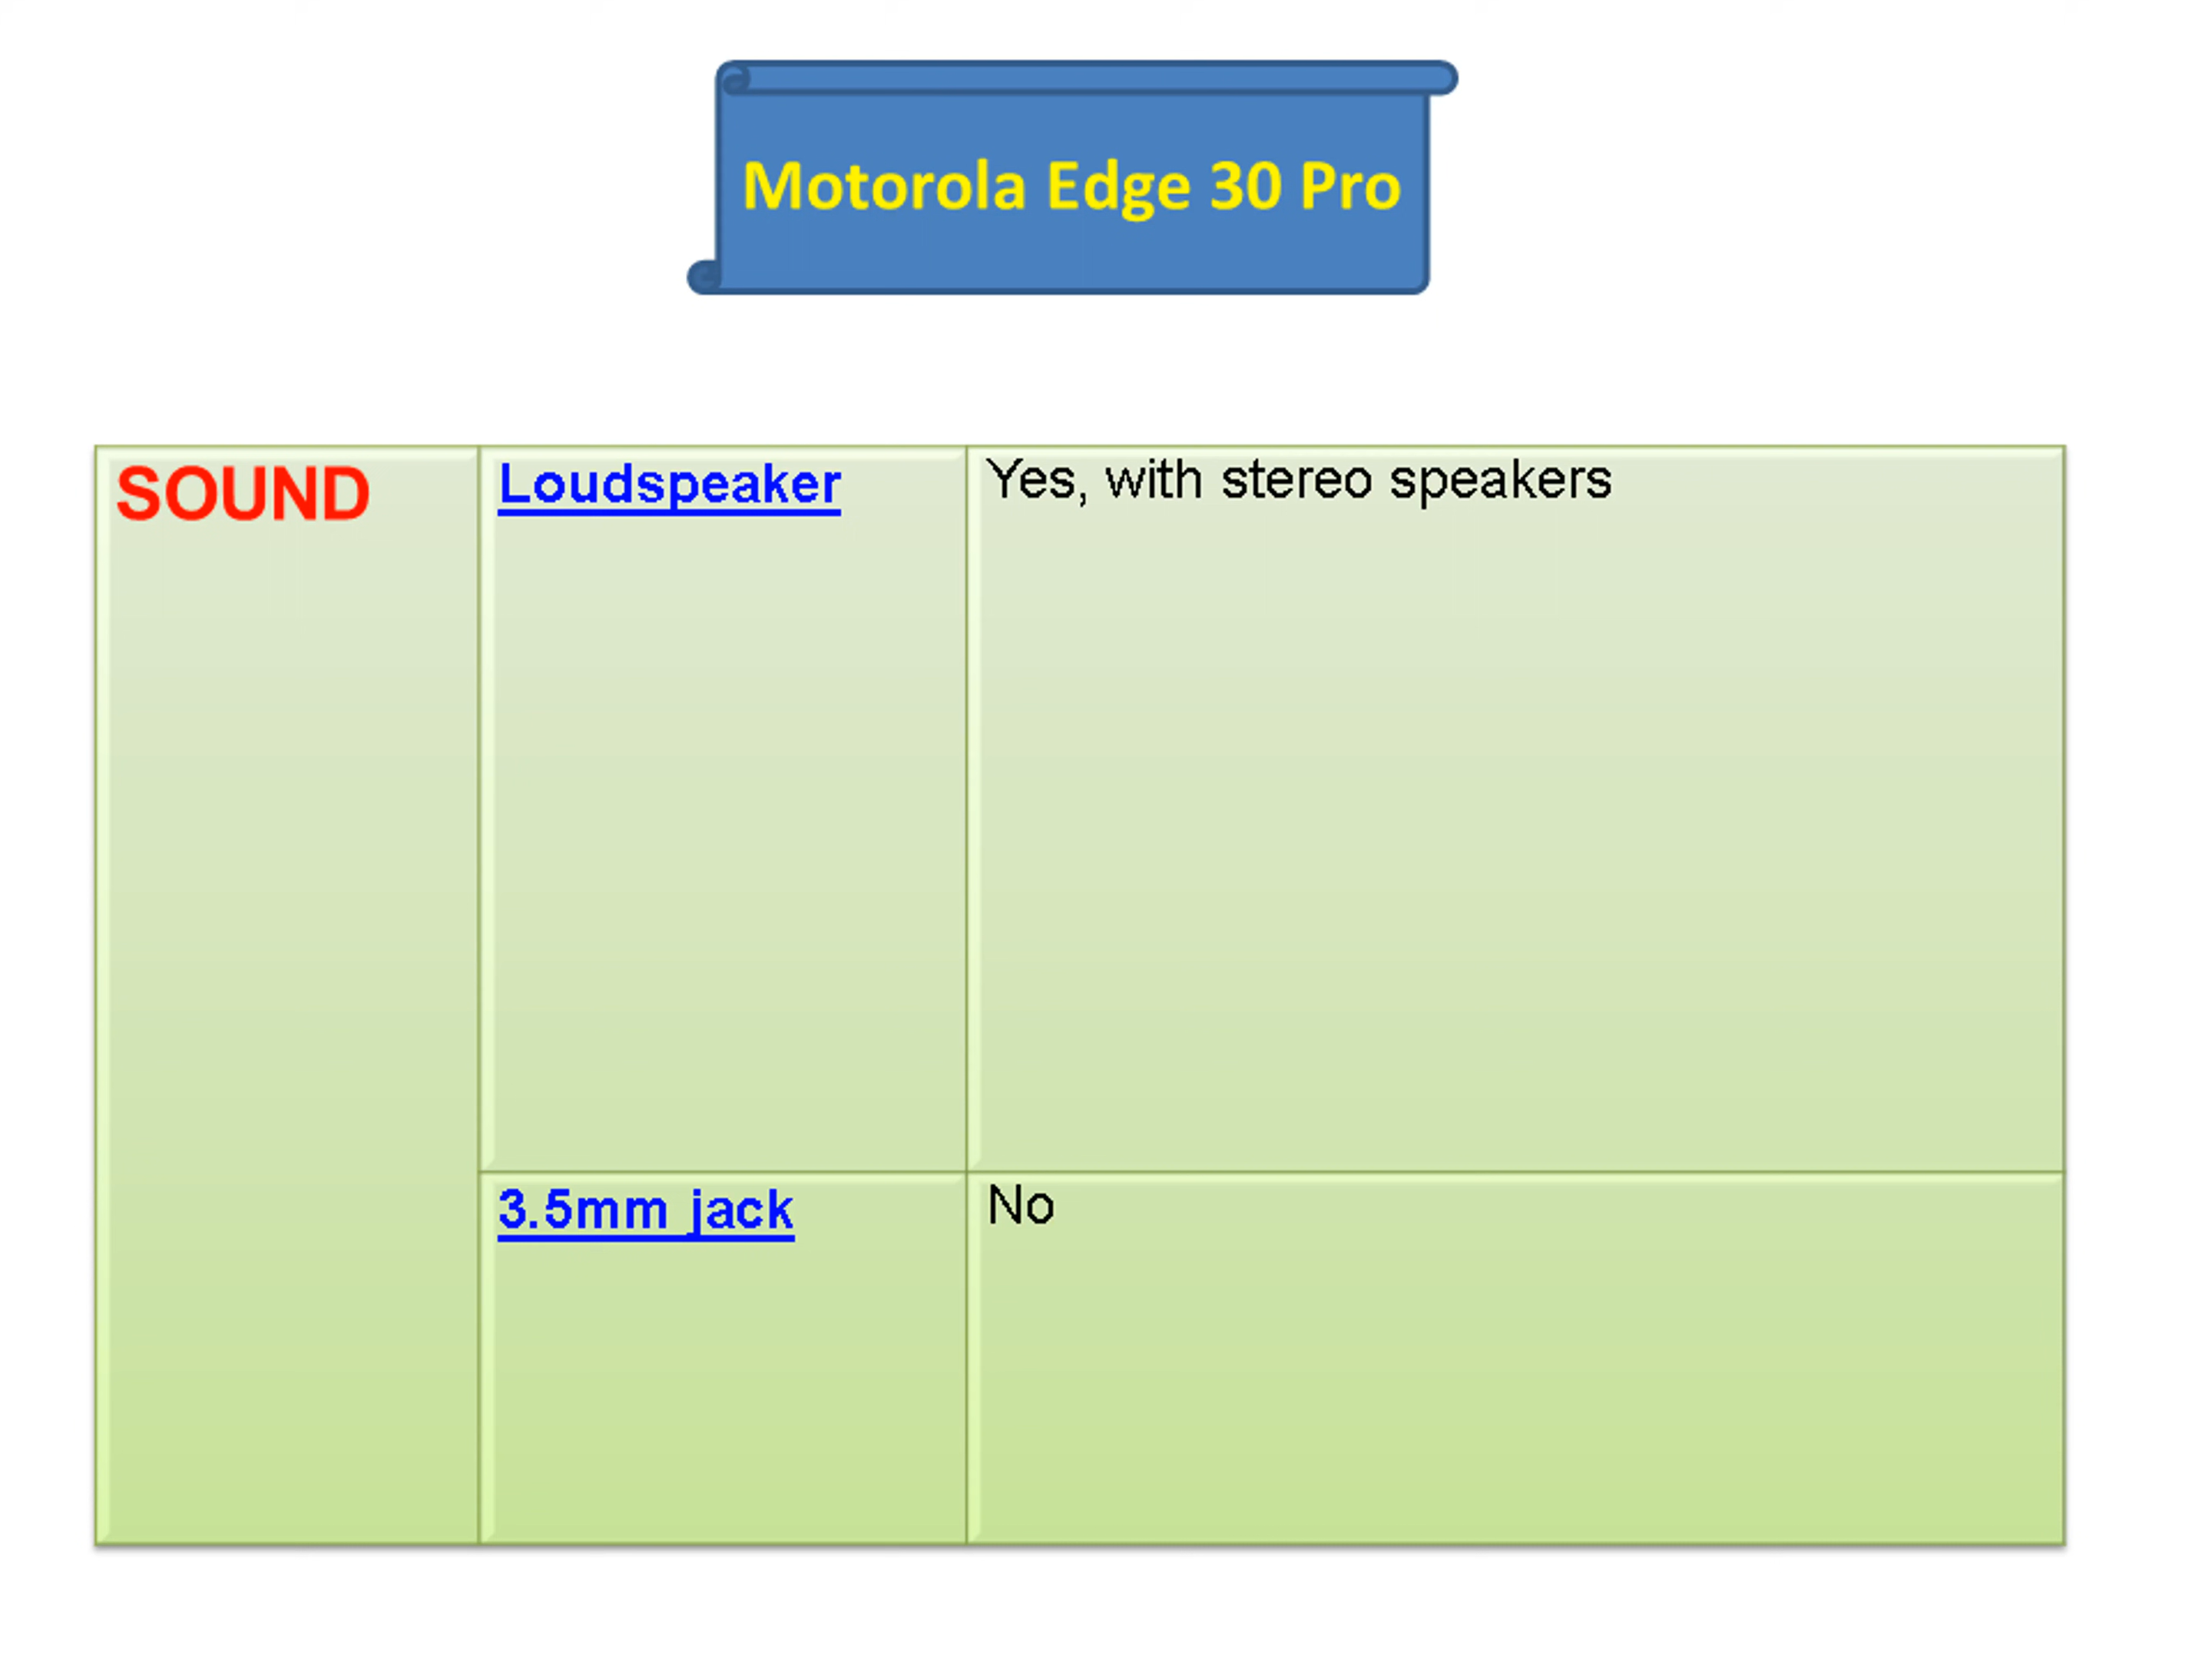 Motorola Edge 30 Pro
SOUND
Loudspeaker
Yes, with stereo speakers
3.5mm jack
No